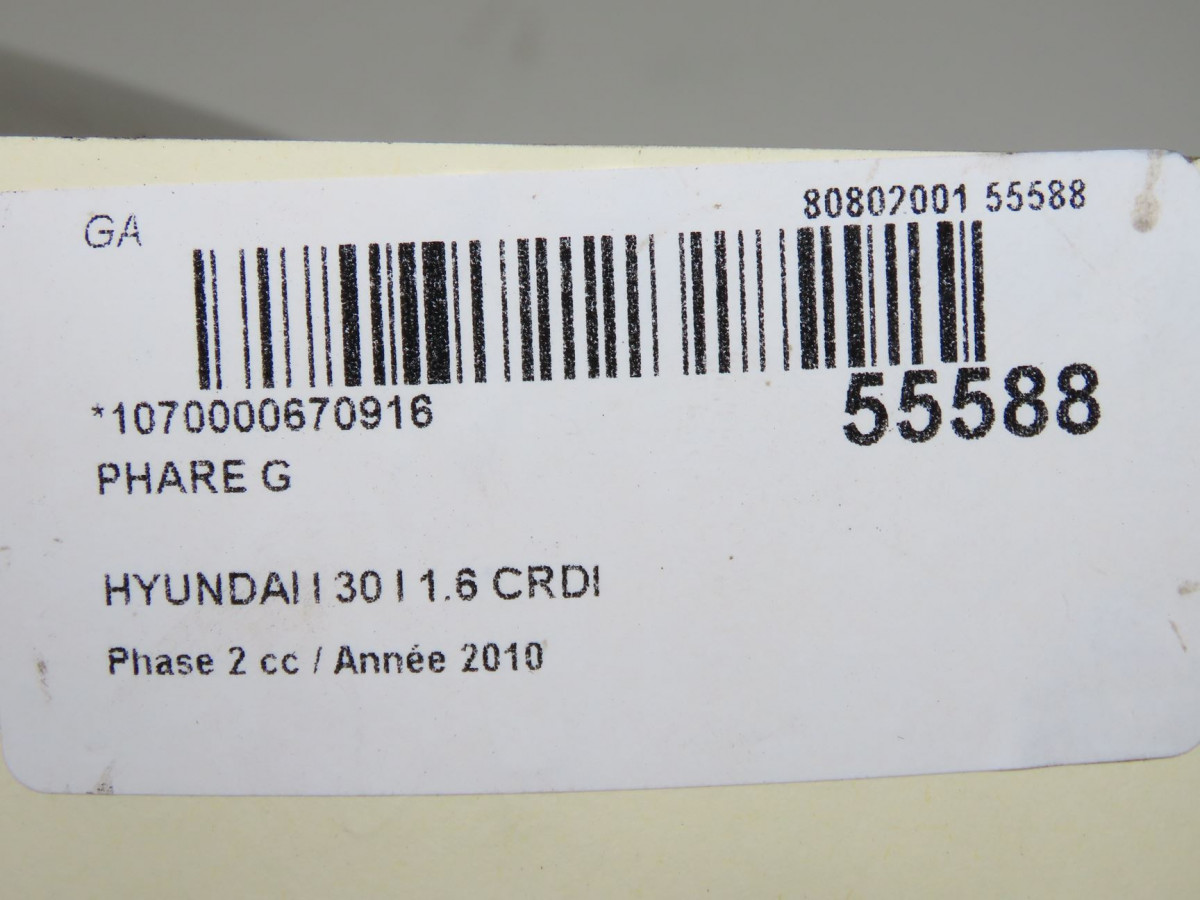 GA
80802001 55588
*1070000670916
55588
PHARE G
HYUNDAI I 30 I 1.6 CRDI
Phase 2 cc / Année 2010